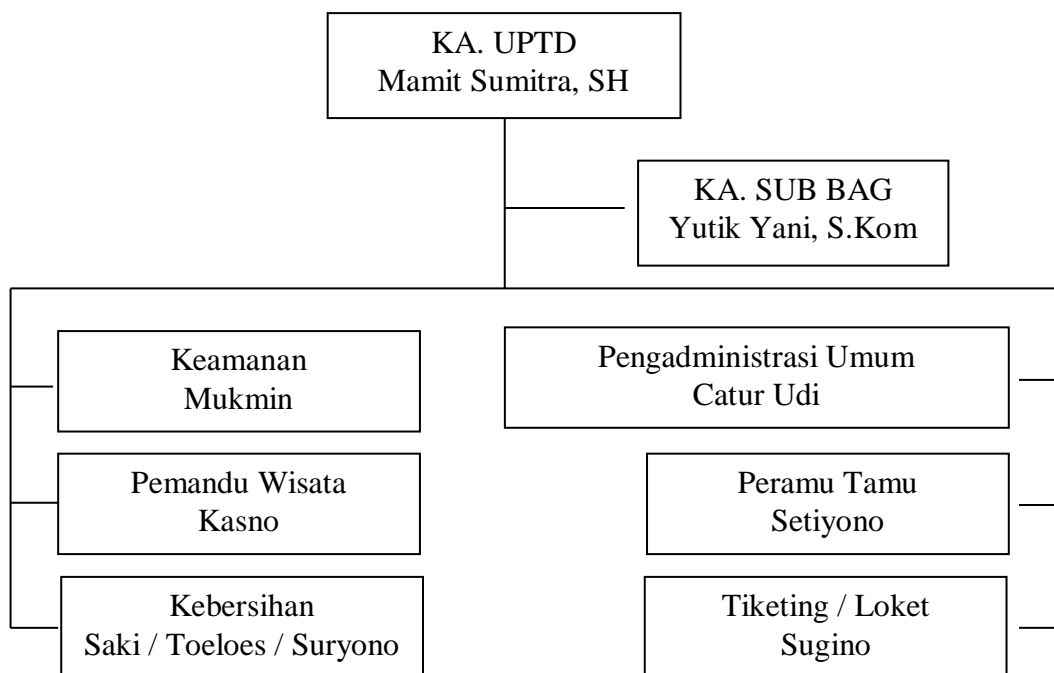 KA. UPTD
Mamit Sumitra, SH
KA. SUB BAG
Yutik Yani, S.Kom
Keamanan
Mukmin
Pengadministrasi Umum
Catur Udi
Pemandu Wisata
Kasno
Peramu Tamu
Setiyono
Kebersihan
Saki / Toeloes / Suryono
Tiketing / Loket
Sugino